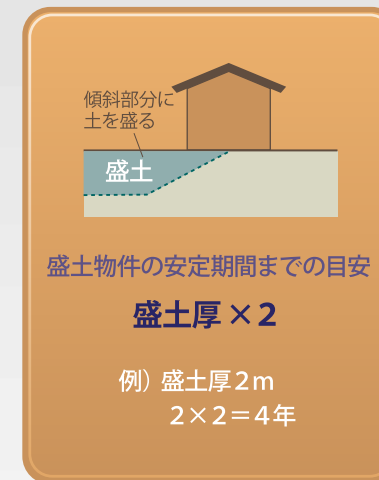 傾斜部分に
土を盛る
盛土
盛土物件の安定期間までの目安
盛土厚×2
例）盛土厚2m
2×2＝4年